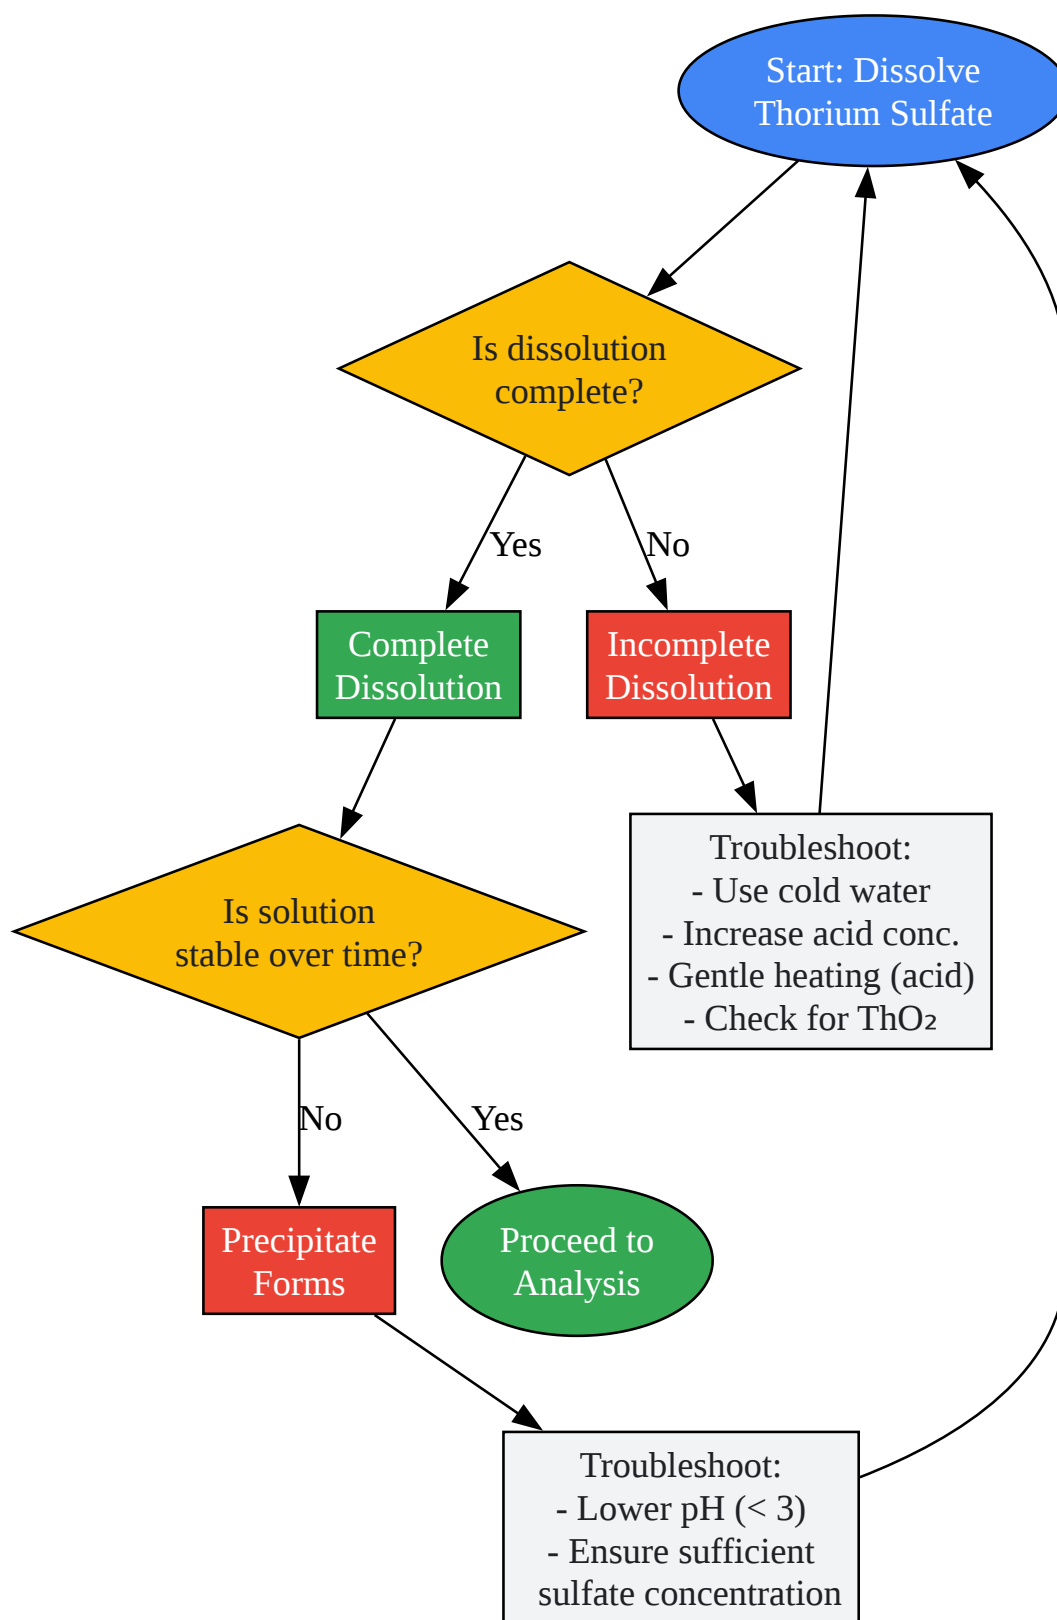 Start: Dissolve
Thorium Sulfate
Is dissolution
complete?
Yes
No
Complete
Dissolution
Incomplete
Dissolution
Troubleshoot:
- Use cold water
- Increase acid conc.
- Gentle heating (acid)
- Check for ThO₂
Is solution
stable over time?
No
Yes
Precipitate
Forms
Proceed to
Analysis
Troubleshoot:
- Lower pH (< 3)
- Ensure sufficient
sulfate concentration